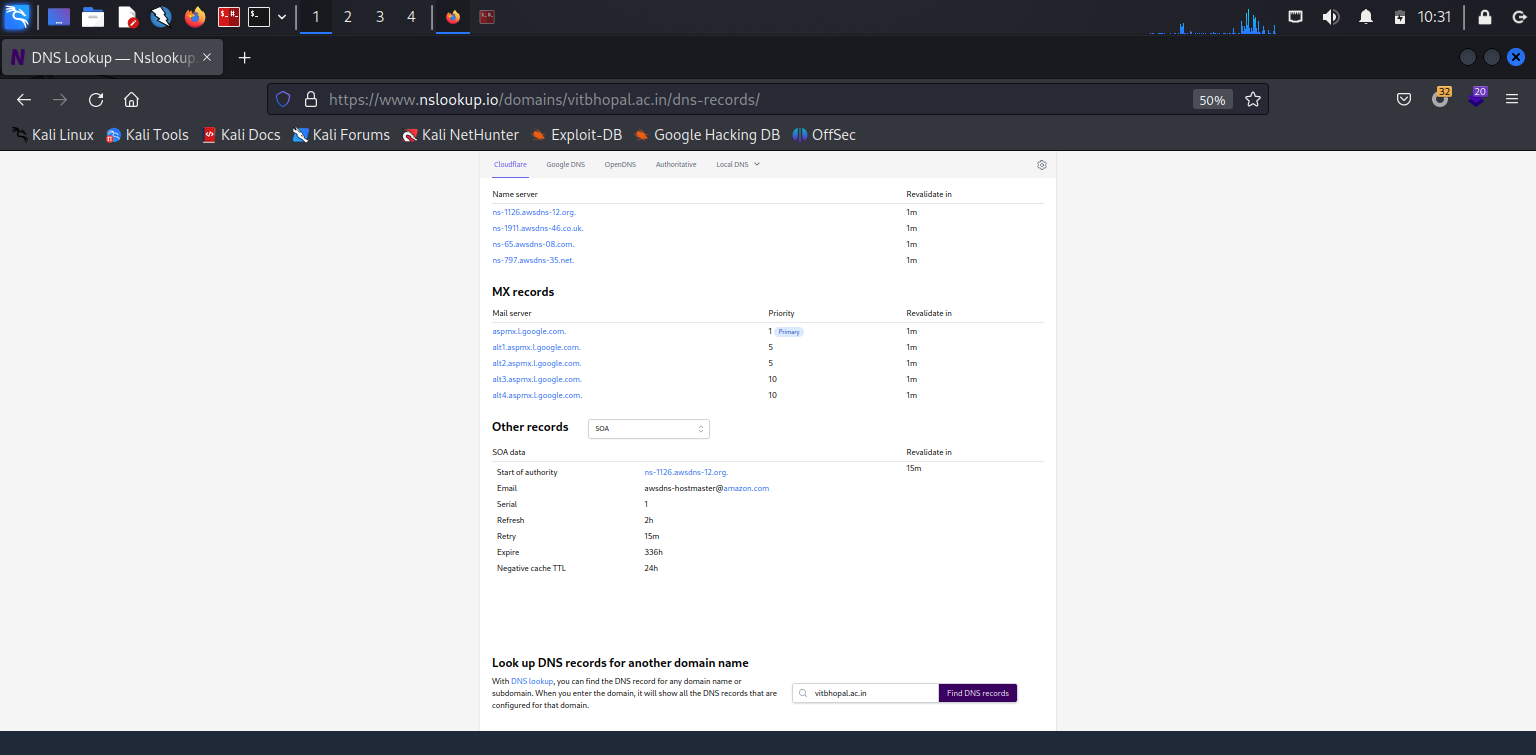 1 2 3 4 10:31
DNS Lookup — Nslookup.
https://www.nslookup.io/domains/vitbhopal.ac.in/dns-records/ 50% 32 20
Kali Linux Kali Tools Kali Docs Kali Forums Kali NetHunter Exploit-DB Google Hacking DB OffSec
Cloudflare Google DNS OpenDNS Authoritative Local DNS
Name server Revalidate in
ns-1126.awsdns-12.org. 1m
ns-1911.awsdns-46.co.uk. 1m
ns-65.awsdns-08.com. 1m
ns-797.awsdns-35.net. 1m
MX records
Mail server Priority Revalidate in
aspmx.l.google.com. 1 Primary 1m
alt1.aspmx.l.google.com. 5 1m
alt2.aspmx.l.google.com. 5 1m
alt3.aspmx.l.google.com. 10 1m
alt4.aspmx.l.google.com. 10 1m
Other records SOA
SOA data Revalidate in
Start of authority ns-1126.awsdns-12.org. 15m
Email awsdns-hostmaster@amazon.com
Serial 1
Refresh 2h
Retry 15m
Expire 336h
Negative cache TTL 24h
Look up DNS records for another domain name
With DNS lookup, you can find the DNS record for any domain name or
subdomain. When you enter the domain, it will show all the DNS records that are
configured for that domain.
vitbhopal.ac.in Find DNS records